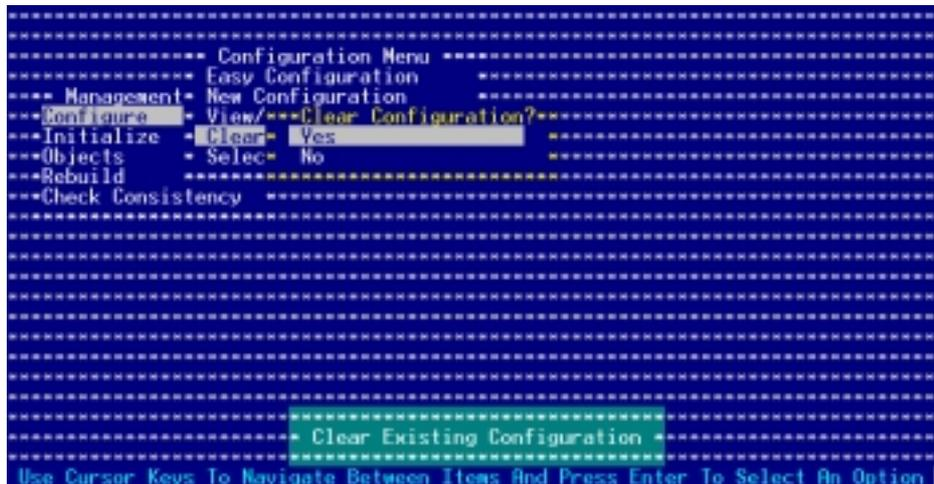 Configuration Menu
Easy Configuration
Management
New Configuration
Configure
View/
Clear Configuration?
Initialize
Clear
Yes
Objects
Selec
No
Rebuild
Check Consistency
Clear Existing Configuration
Use Cursor Keys To Navigate Between Items And Press Enter To Select An Option